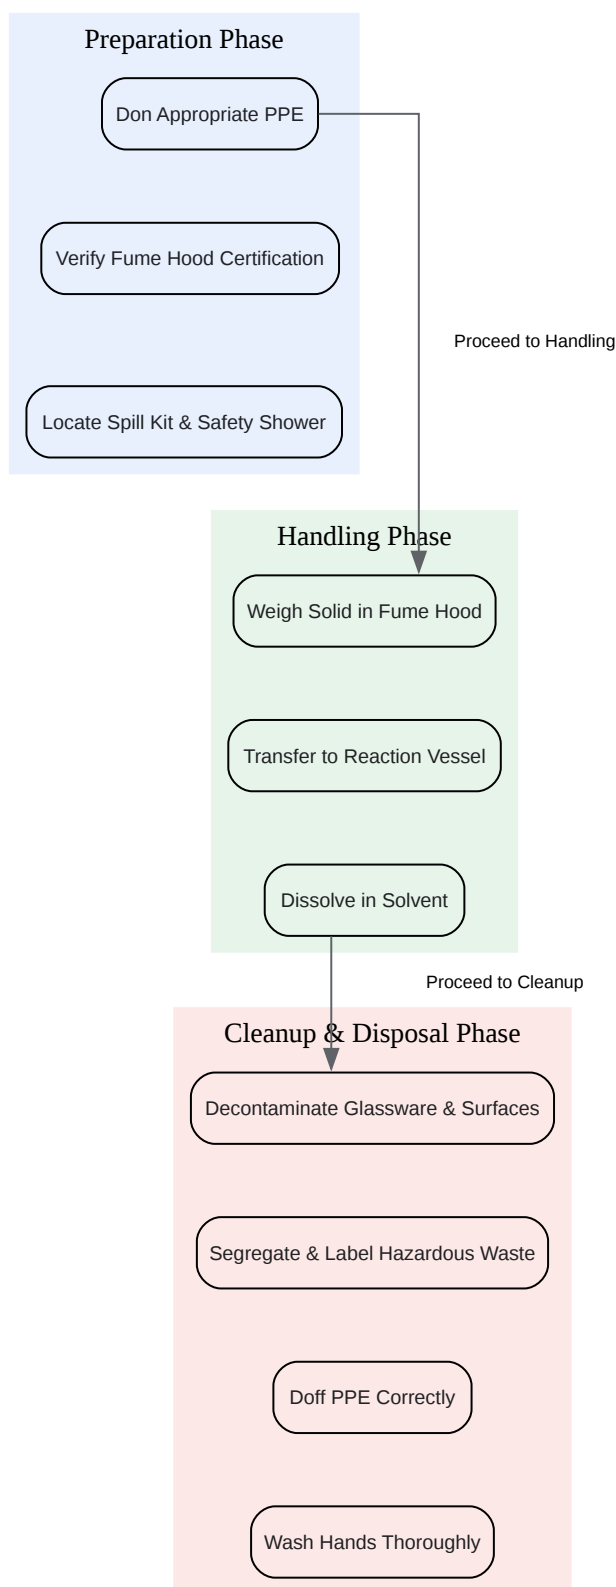 Preparation Phase
Don Appropriate PPE
Verify Fume Hood Certification
Proceed to Handling
Locate Spill Kit & Safety Shower
Handling Phase
Weigh Solid in Fume Hood
Transfer to Reaction Vessel
Dissolve in Solvent
Proceed to Cleanup
Cleanup & Disposal Phase
Decontaminate Glassware & Surfaces
Segregate & Label Hazardous Waste
Doff PPE Correctly
Wash Hands Thoroughly